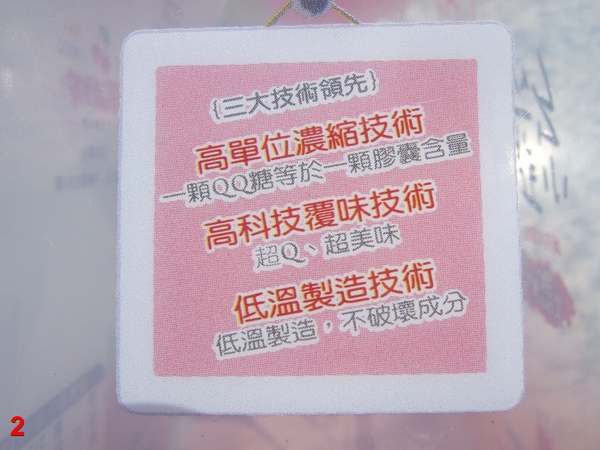 {三大技術領先}
高單位濃縮技術
一顆QQ糖等於一顆膠囊含量
高科技覆味技術
超Q、超美味
低溫製造技術
低溫製造，不破壞成分
2